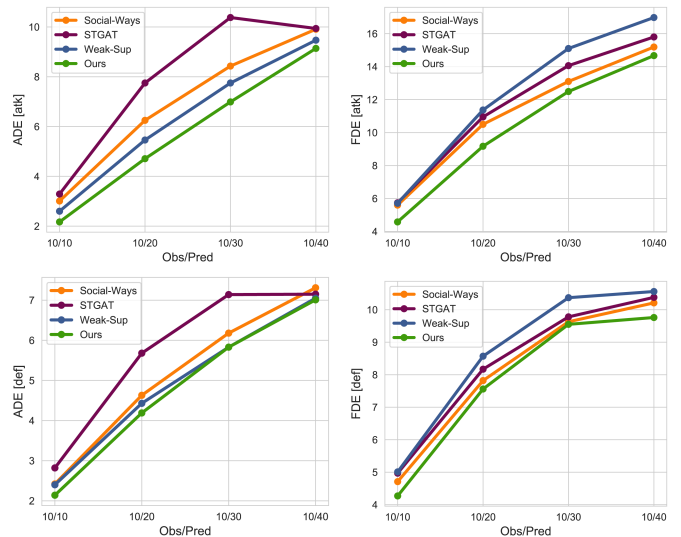 Social-Ways
STGAT
Weak-Sup
Ours
ADE [atk]
10
8
6
4
2
10/10
10/20
10/30
10/40
Obs/Pred
Social-Ways
STGAT
Weak-Sup
Ours
FDE [atk]
16
14
12
10
8
6
4
10/10
10/20
10/30
10/40
Obs/Pred
Social-Ways
STGAT
Weak-Sup
Ours
ADE [def]
7
6
5
4
3
2
10/10
10/20
10/30
10/40
Obs/Pred
Social-Ways
STGAT
Weak-Sup
Ours
FDE [def]
10
9
8
7
6
5
4
10/10
10/20
10/30
10/40
Obs/Pred